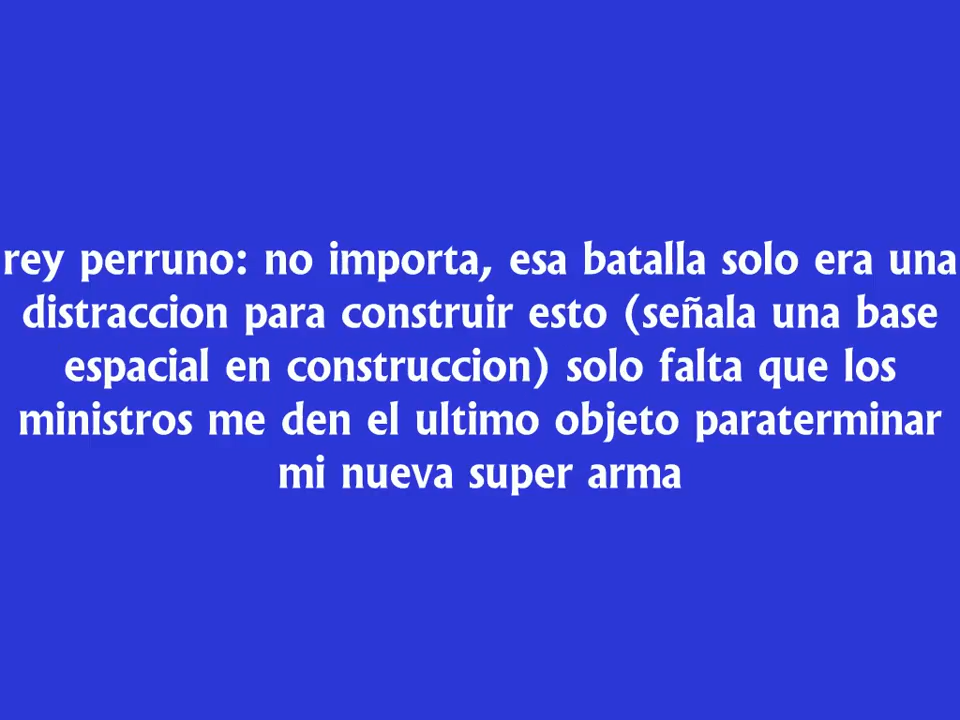 rey perruno: no importa, esa batalla solo era una
distraccion para construir esto (señala una base
espacial en construccion) solo falta que los
ministros me den el ultimo objeto paraterminar
mi nueva super arma